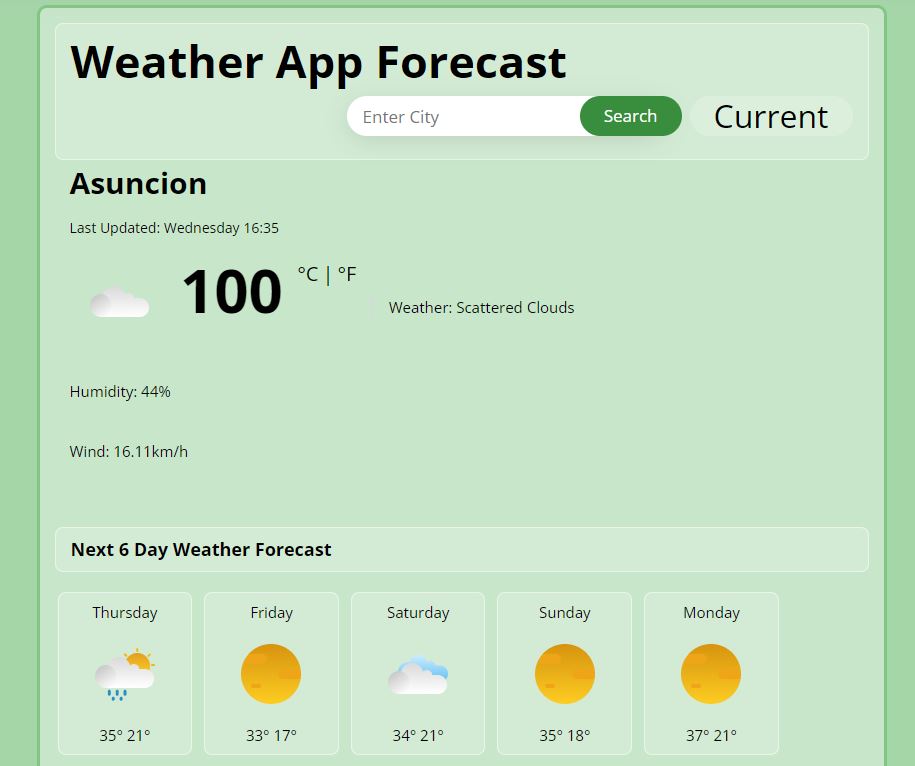 Weather App Forecast
Enter City Search Current
Asuncion
Last Updated: Wednesday 16:35
100 °C | °F
Weather: Scattered Clouds
Humidity: 44%
Wind: 16.11km/h
Next 6 Day Weather Forecast
Thursday Friday Saturday Sunday Monday
35° 21° 33° 17° 34° 21° 35° 18° 37° 21°